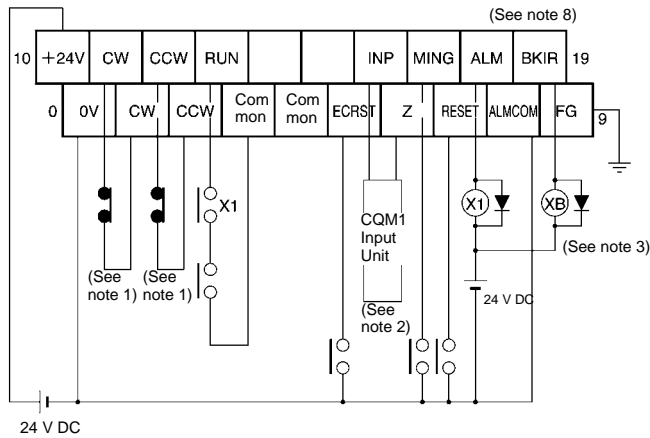 (See note 8)
10 +24V CW CCW RUN INP MING ALM BKIR 19
0 0V CW CCW Com mon Com mon ECRST Z RESET ALMCOM FG 9
X1
X1
XB
CQM1
Input
Unit
(See note 3)
(See note 1)
(See note 1)
(See note 2)
24 V DC
24 V DC